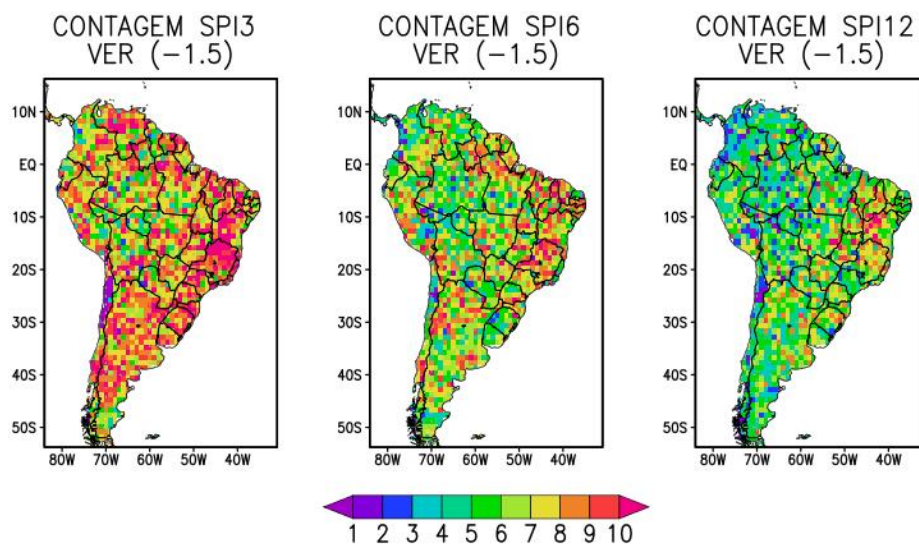 CONTAGEM SPI3
VER (−1.5)
CONTAGEM SPI6
VER (−1.5)
CONTAGEM SPI12
VER (−1.5)
10N
EQ
10S
20S
30S
40S
50S
80W 70W 60W 50W 40W
10N
EQ
10S
20S
30S
40S
50S
80W 70W 60W 50W 40W
10N
EQ
10S
20S
30S
40S
50S
80W 70W 60W 50W 40W
1 2 3 4 5 6 7 8 9 10